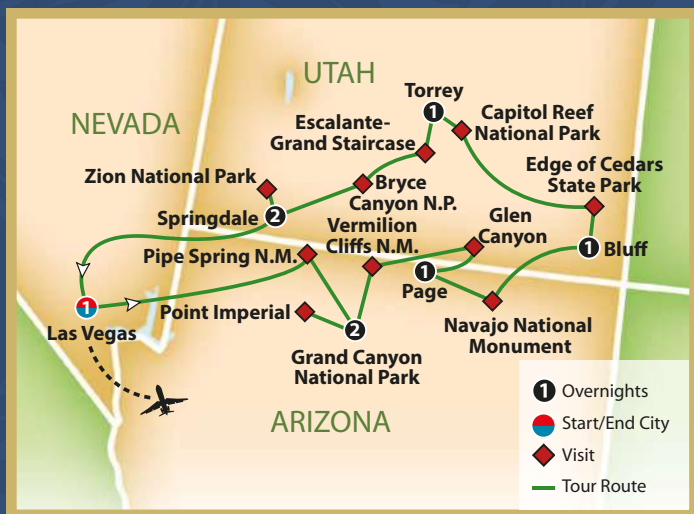 UTAH
NEVADA
Torrey
1
Capitol Reef
National Park
Escalante-
Grand Staircase
Edge of Cedars
State Park
Zion National Park
Bryce
Canyon N.P.
Springdale
2
Vermilion
Cliffs N.M.
Glen
Canyon
Pipe Spring N.M.
1
Bluff
1
Page
1
Las Vegas
Point Imperial
2
Navajo National
Monument
Grand Canyon
National Park
ARIZONA
1 Overnights
Start/End City
Visit
Tour Route